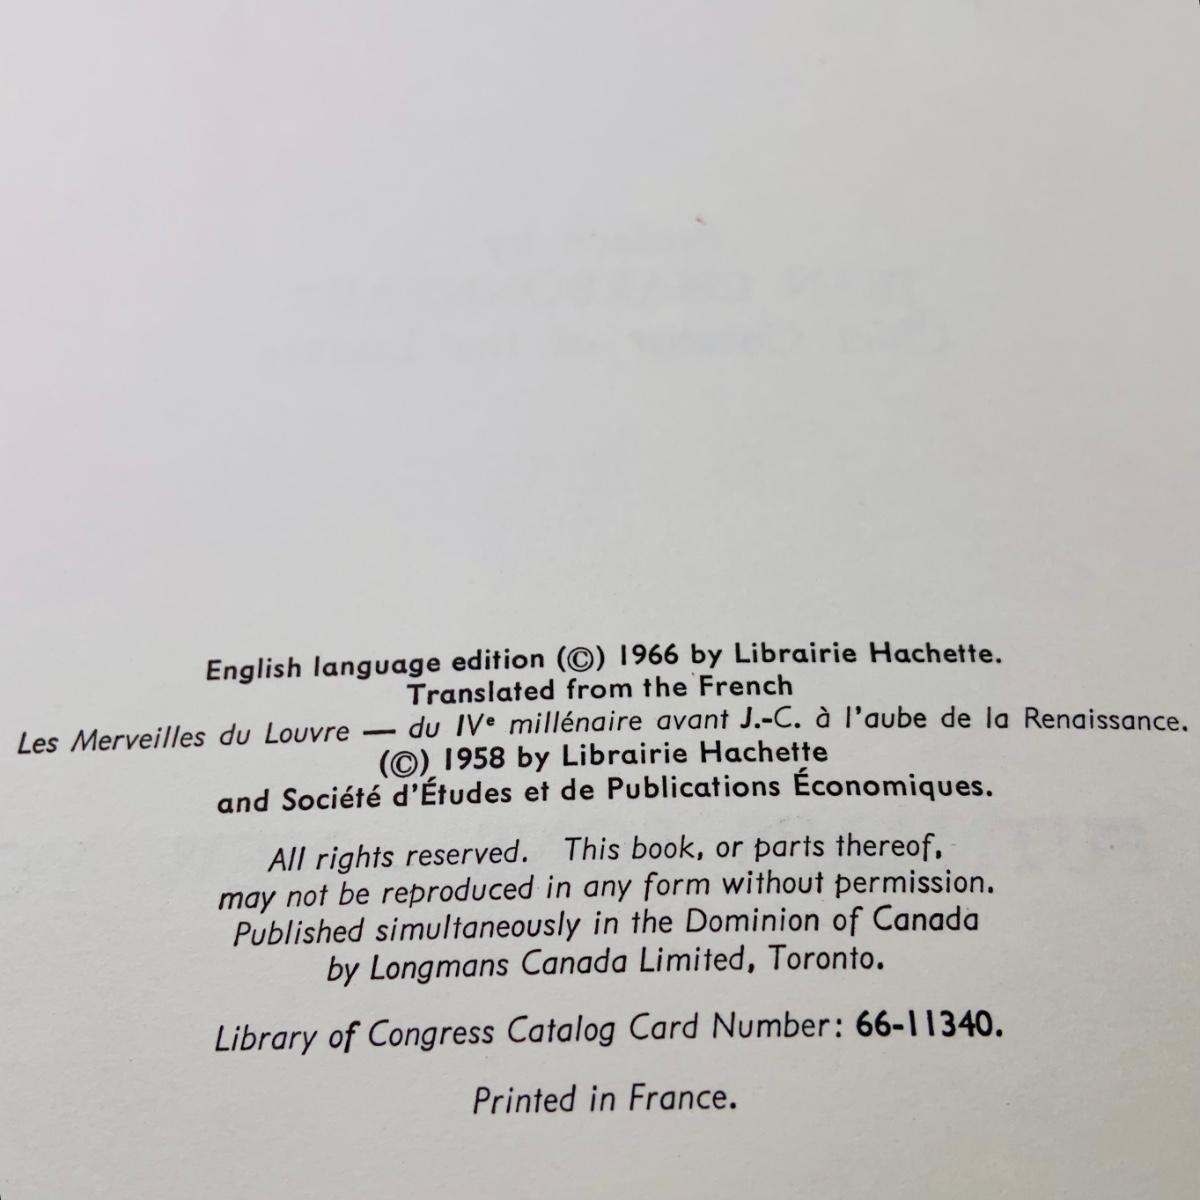 English language edition (©) 1966 by Librairie Hachette.
Translated from the French
Les Merveilles du Louvre — du IVe millénaire avant J.-C. à l'aube de la Renaissance.
(©) 1958 by Librairie Hachette
and Société d'Études et de Publications Économiques.
All rights reserved. This book, or parts thereof,
may not be reproduced in any form without permission.
Published simultaneously in the Dominion of Canada
by Longmans Canada Limited, Toronto.
Library of Congress Catalog Card Number: 66-11340.
Printed in France.